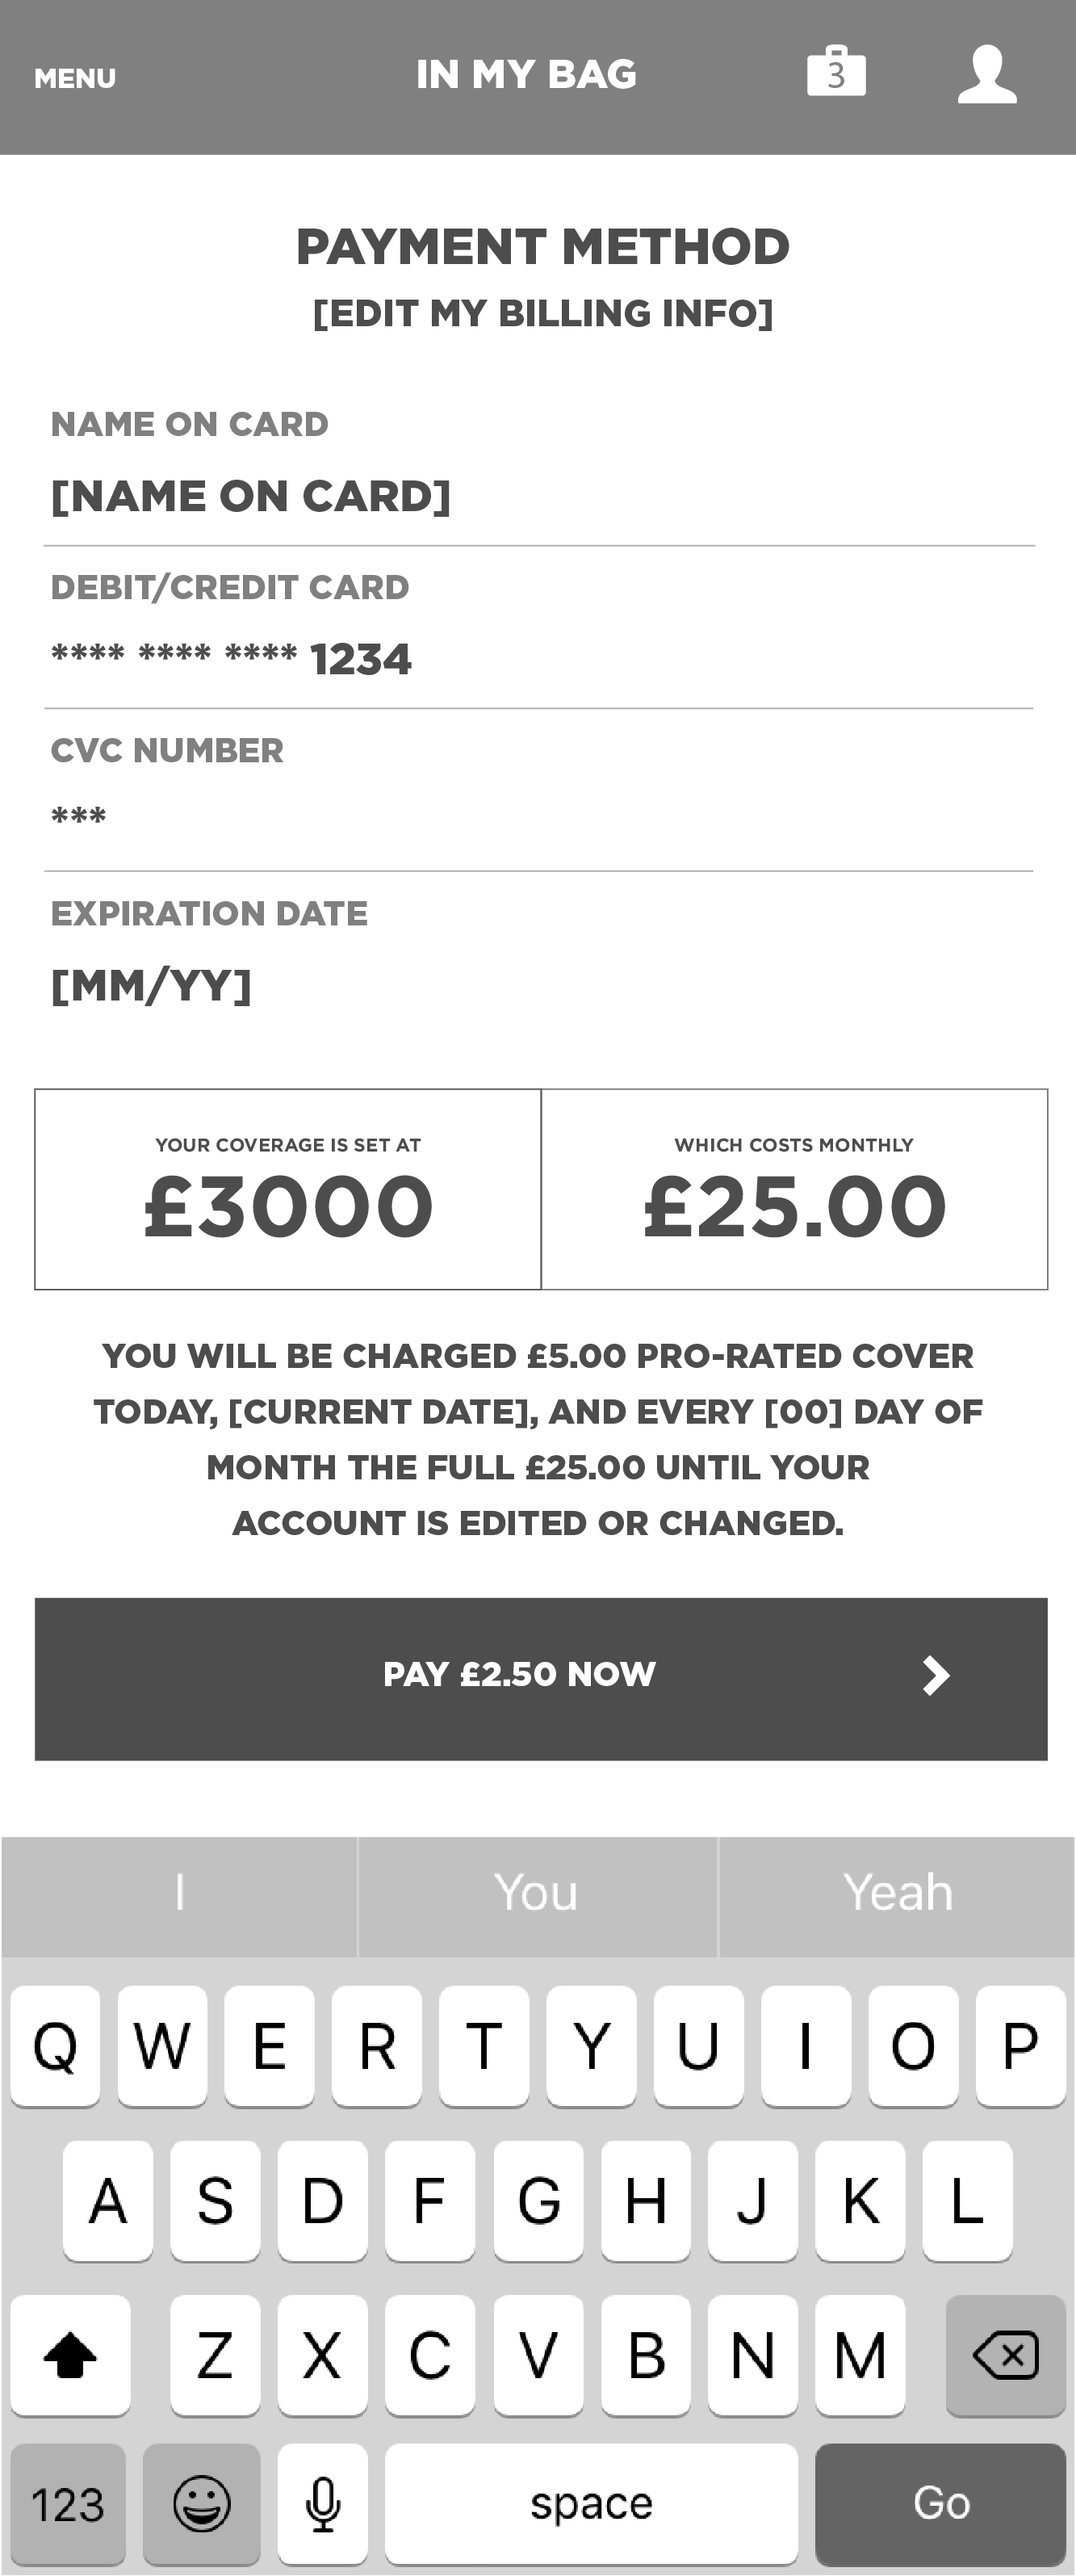 MENU IN MY BAG 3
PAYMENT METHOD
[EDIT MY BILLING INFO]
NAME ON CARD
[NAME ON CARD]
DEBIT/CREDIT CARD
**** **** **** 1234
CVC NUMBER
***
EXPIRATION DATE
[MM/YY]
YOUR COVERAGE IS SET AT
£3000
WHICH COSTS MONTHLY
£25.00
YOU WILL BE CHARGED £5.00 PRO-RATED COVER
TODAY, [CURRENT DATE], AND EVERY [00] DAY OF
MONTH THE FULL £25.00 UNTIL YOUR
ACCOUNT IS EDITED OR CHANGED.
PAY £2.50 NOW
I You Yeah
Q W E R T Y U I O P
A S D F G H J K L
Z X C V B N M
123 space Go